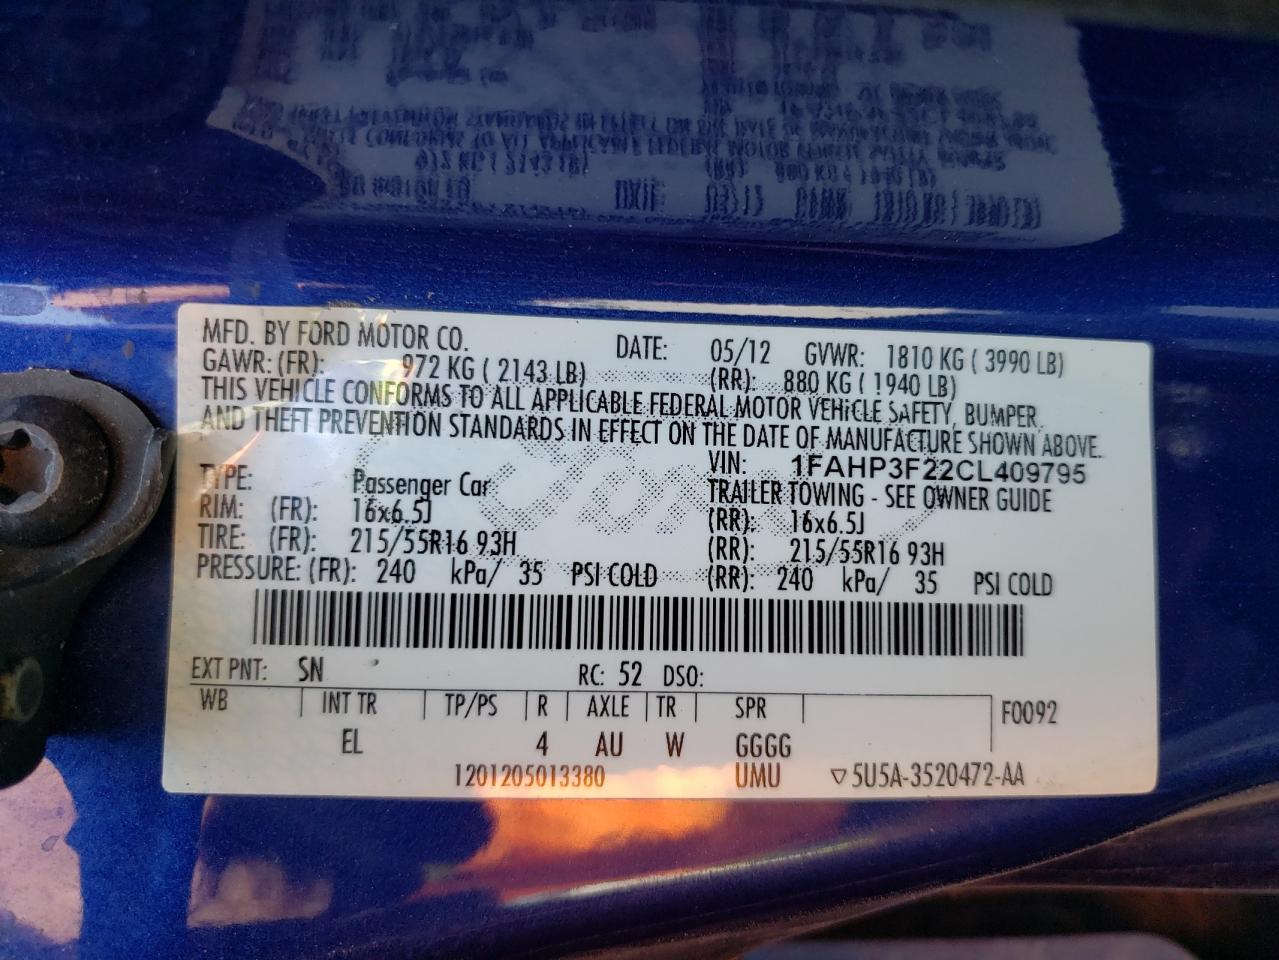 MFD. BY FORD MOTOR CO. DATE: 05/12 GVWR: 1810 KG ( 3990 LB)
GAWR: (FR): 972 KG ( 2143 LB) (RR): 880 KG ( 1940 LB)
THIS VEHICLE CONFORMS TO ALL APPLICABLE FEDERAL MOTOR VEHICLE SAFETY, BUMPER,
AND THEFT PREVENTION STANDARDS IN EFFECT ON THE DATE OF MANUFACTURE SHOWN ABOVE.
VIN: 1FAHP3F22CL409795
TYPE: Passenger Car TRAILER TOWING - SEE OWNER GUIDE
RIM: (FR): 16x6.5J (RR): 16x6.5J
TIRE: (FR): 215/55R16 93H (RR): 215/55R16 93H
PRESSURE: (FR): 240 kPa/ 35 PSI COLD (RR): 240 kPa/ 35 PSI COLD
EXT PNT: SN RC: 52 DSO:
WB INT TR TP/PS R AXLE TR SPR F0092
EL 4 AU W GGGG
1201205013380 UMU ▽5U5A-3520472-AA